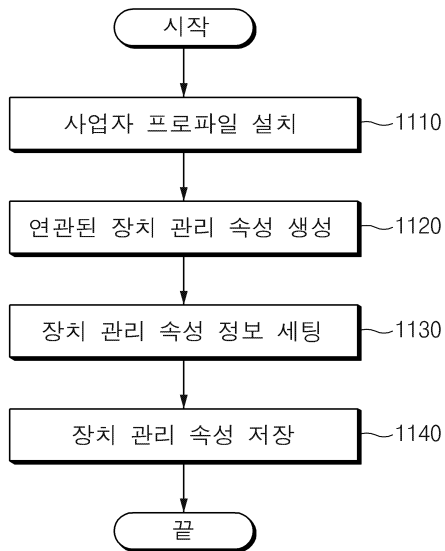 시작
사업자 프로파일 설치 1110
연관된 장치 관리 속성 생성 1120
장치 관리 속성 정보 세팅 1130
장치 관리 속성 저장 1140
끝